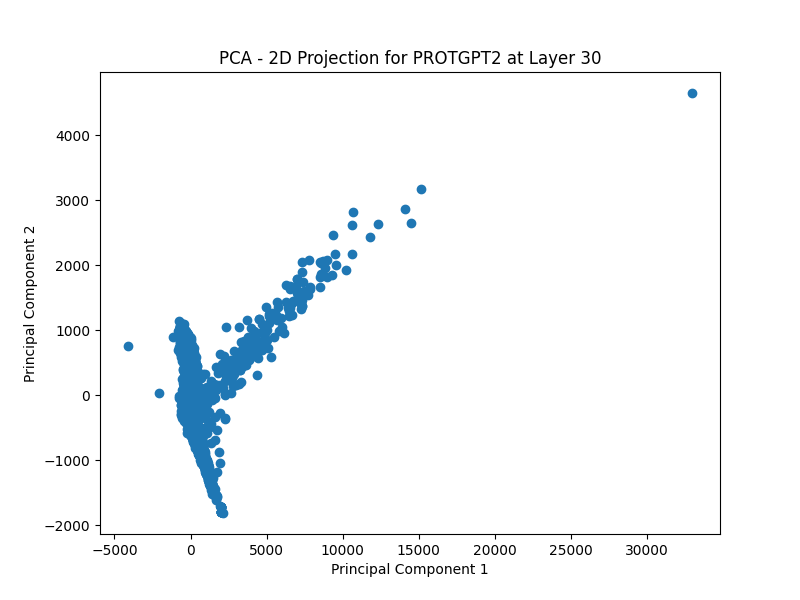 PCA - 2D Projection for PROTGPT2 at Layer 30
4000
3000
2000
1000
0
−1000
−2000
Principal Component 2
−5000 0 5000 10000 15000 20000 25000 30000
Principal Component 1